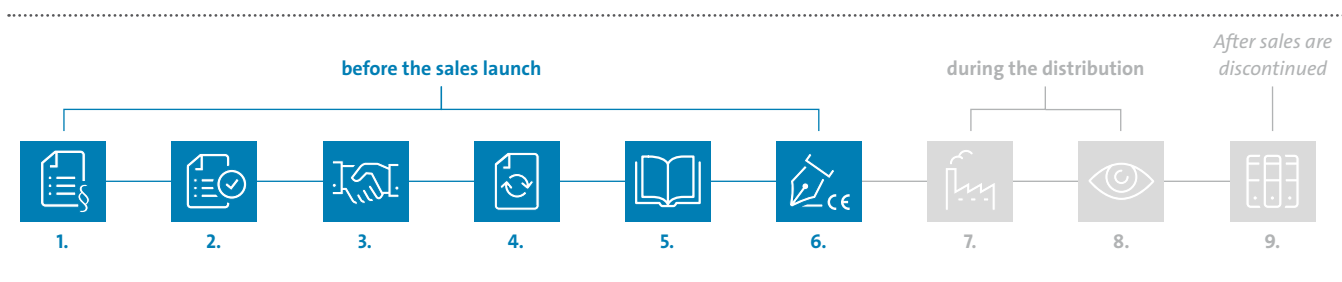 before the sales launch
during the distribution
After sales are
discontinued
§
CE
1.
2.
3.
4.
5.
6.
7.
8.
9.